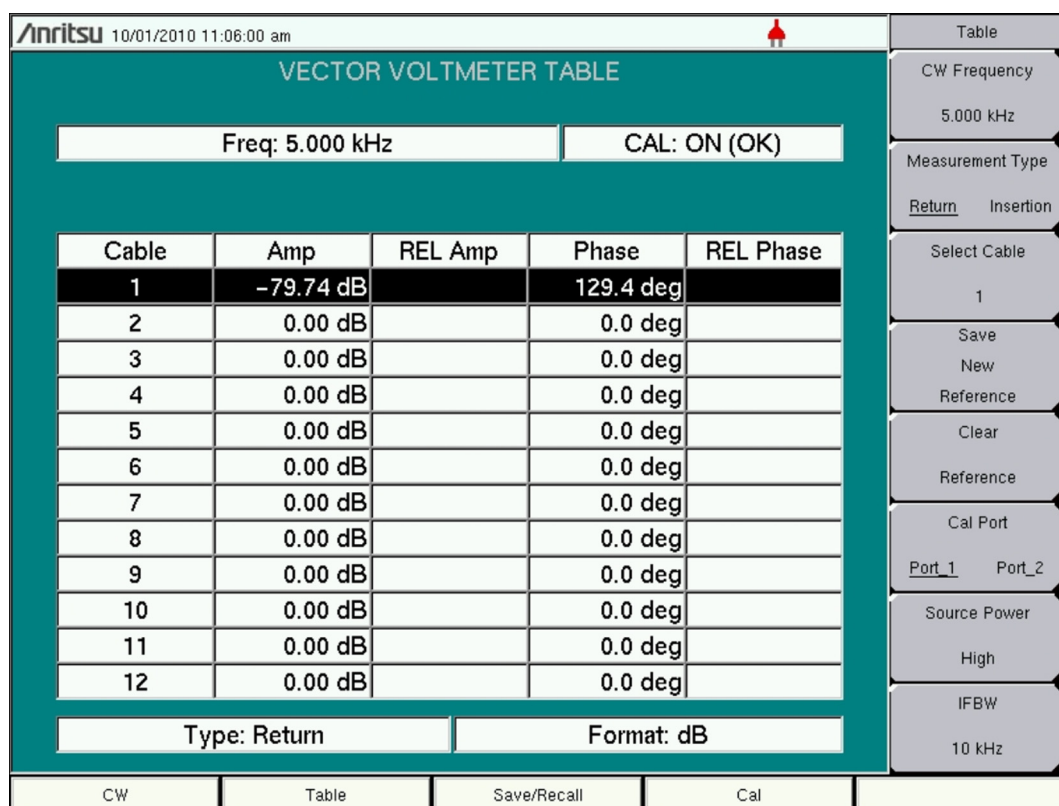 Anritsu 10/01/2010 11:06:00 am
VECTOR VOLTMETER TABLE
Freq: 5.000 kHz CAL: ON (OK)
Cable Amp REL Amp Phase REL Phase
1 −79.74 dB 129.4 deg
2 0.00 dB 0.0 deg
3 0.00 dB 0.0 deg
4 0.00 dB 0.0 deg
5 0.00 dB 0.0 deg
6 0.00 dB 0.0 deg
7 0.00 dB 0.0 deg
8 0.00 dB 0.0 deg
9 0.00 dB 0.0 deg
10 0.00 dB 0.0 deg
11 0.00 dB 0.0 deg
12 0.00 dB 0.0 deg
Type: Return Format: dB
Table
CW Frequency
5.000 kHz
Measurement Type
Return Insertion
Select Cable
1
Save
New
Reference
Clear
Reference
Cal Port
Port_1 Port_2
Source Power
High
IFBW
10 kHz
CW Table Save/Recall Cal